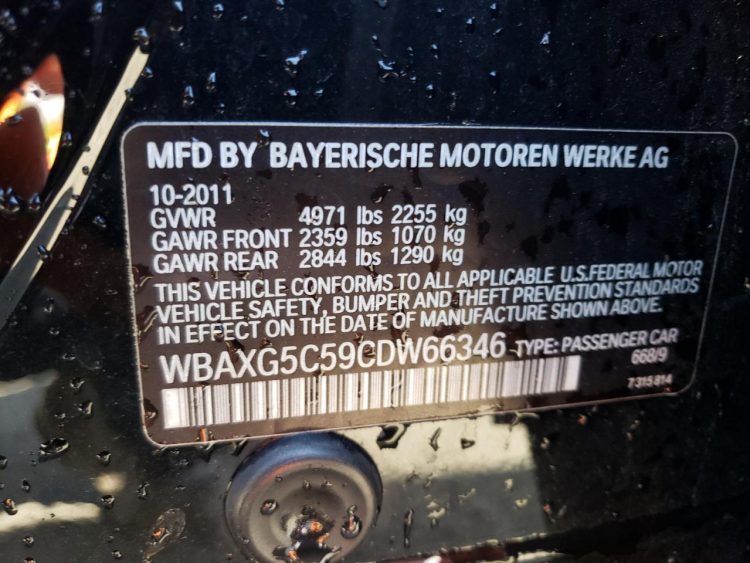 MFD BY BAYERISCHE MOTOREN WERKE AG
10-2011
GVWR 4971 lbs 2255 kg
GAWR FRONT 2359 lbs 1070 kg
GAWR REAR 2844 lbs 1290 kg
THIS VEHICLE CONFORMS TO ALL APPLICABLE U.S.FEDERAL MOTOR
VEHICLE SAFETY, BUMPER AND THEFT PREVENTION STANDARDS
IN EFFECT ON THE DATE OF MANUFACTURE SHOWN ABOVE.
WBAXG5C59CDW66346 TYPE: PASSENGER CAR
668/9
7315814